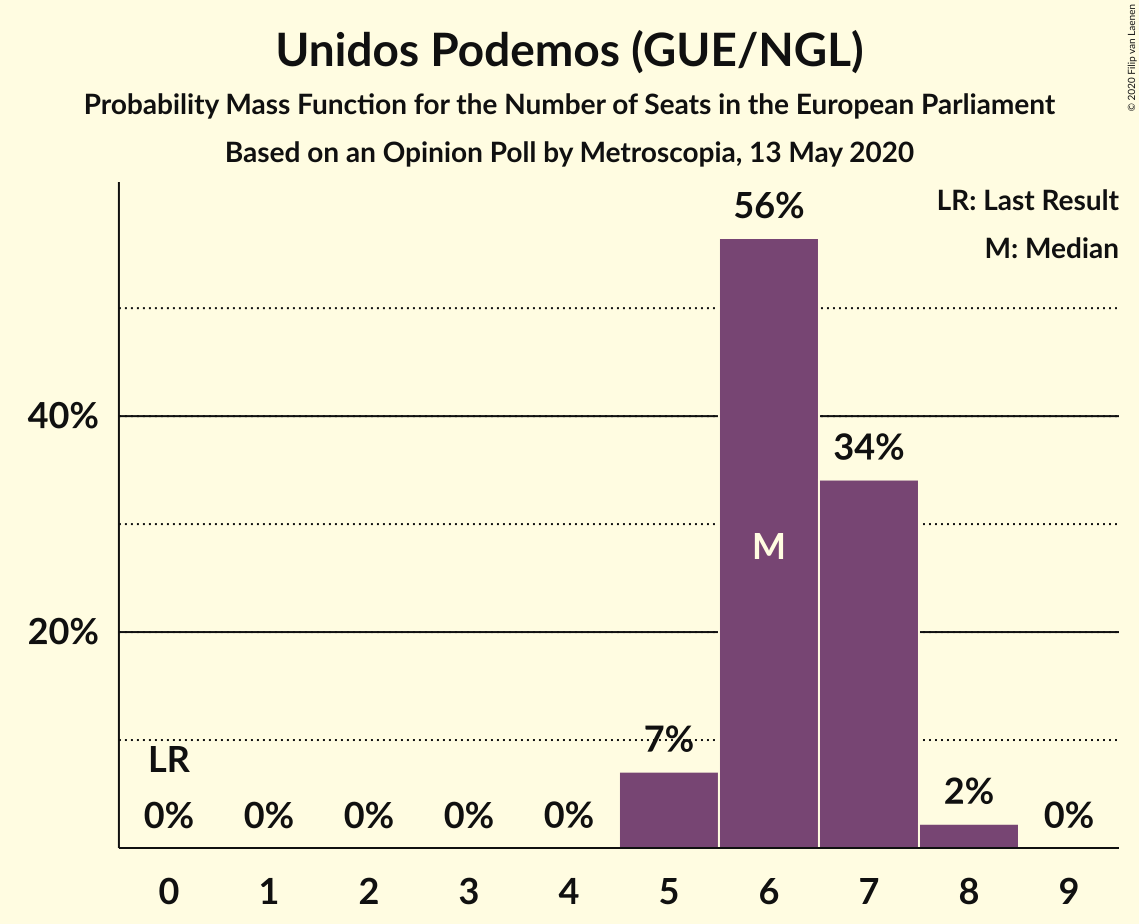 Unidos Podemos (GUE/NGL)
Probability Mass Function for the Number of Seats in the European Parliament
Based on an Opinion Poll by Metroscopia, 13 May 2020
© 2020 Filip van Laenen
LR: Last Result
M: Median
56%
40%
34%
M
20%
7%
LR
2%
0% 0% 0% 0% 0% 0%
0 1 2 3 4 5 6 7 8 9